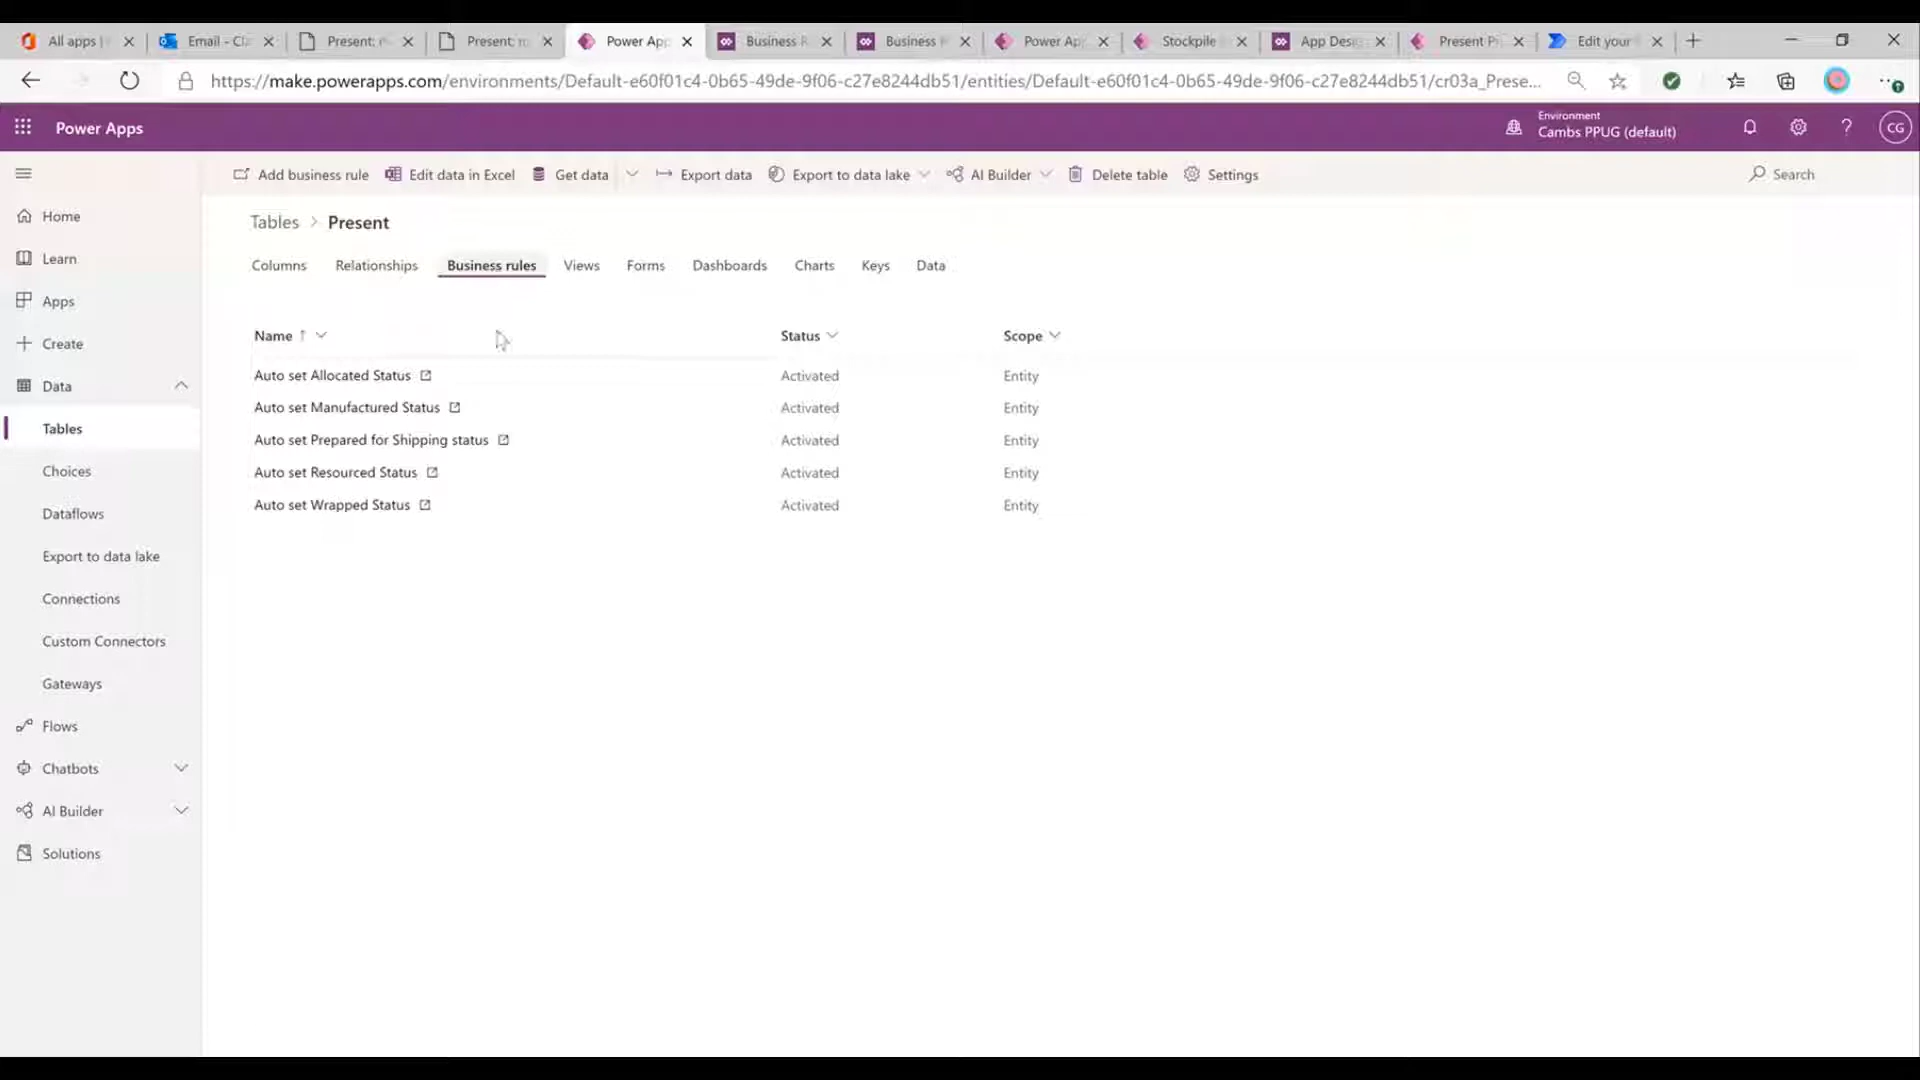 All apps |
Email - Cla
Present: n
Present: n
Power App
Business R
Business R
Power App
Stockpile
App Desig
Present Pr
Edit your
https://make.powerapps.com/environments/Default-e60f01c4-0b65-49de-9f06-c27e8244db51/entities/Default-e60f01c4-0b65-49de-9f06-c27e8244db51/cr03a_Prese...
Power Apps
Environment
Cambs PPUG (default)
?
CG
Add business rule
Edit data in Excel
Get data
Export data
Export to data lake
AI Builder
Delete table
Settings
Search
Home
Learn
Apps
Create
Data
Tables
Choices
Dataflows
Export to data lake
Connections
Custom Connectors
Gateways
Flows
Chatbots
AI Builder
Solutions
Tables > Present
Columns
Relationships
Business rules
Views
Forms
Dashboards
Charts
Keys
Data
Name ↑ Status Scope
Auto set Allocated Status Activated Entity
Auto set Manufactured Status Activated Entity
Auto set Prepared for Shipping status Activated Entity
Auto set Resourced Status Activated Entity
Auto set Wrapped Status Activated Entity